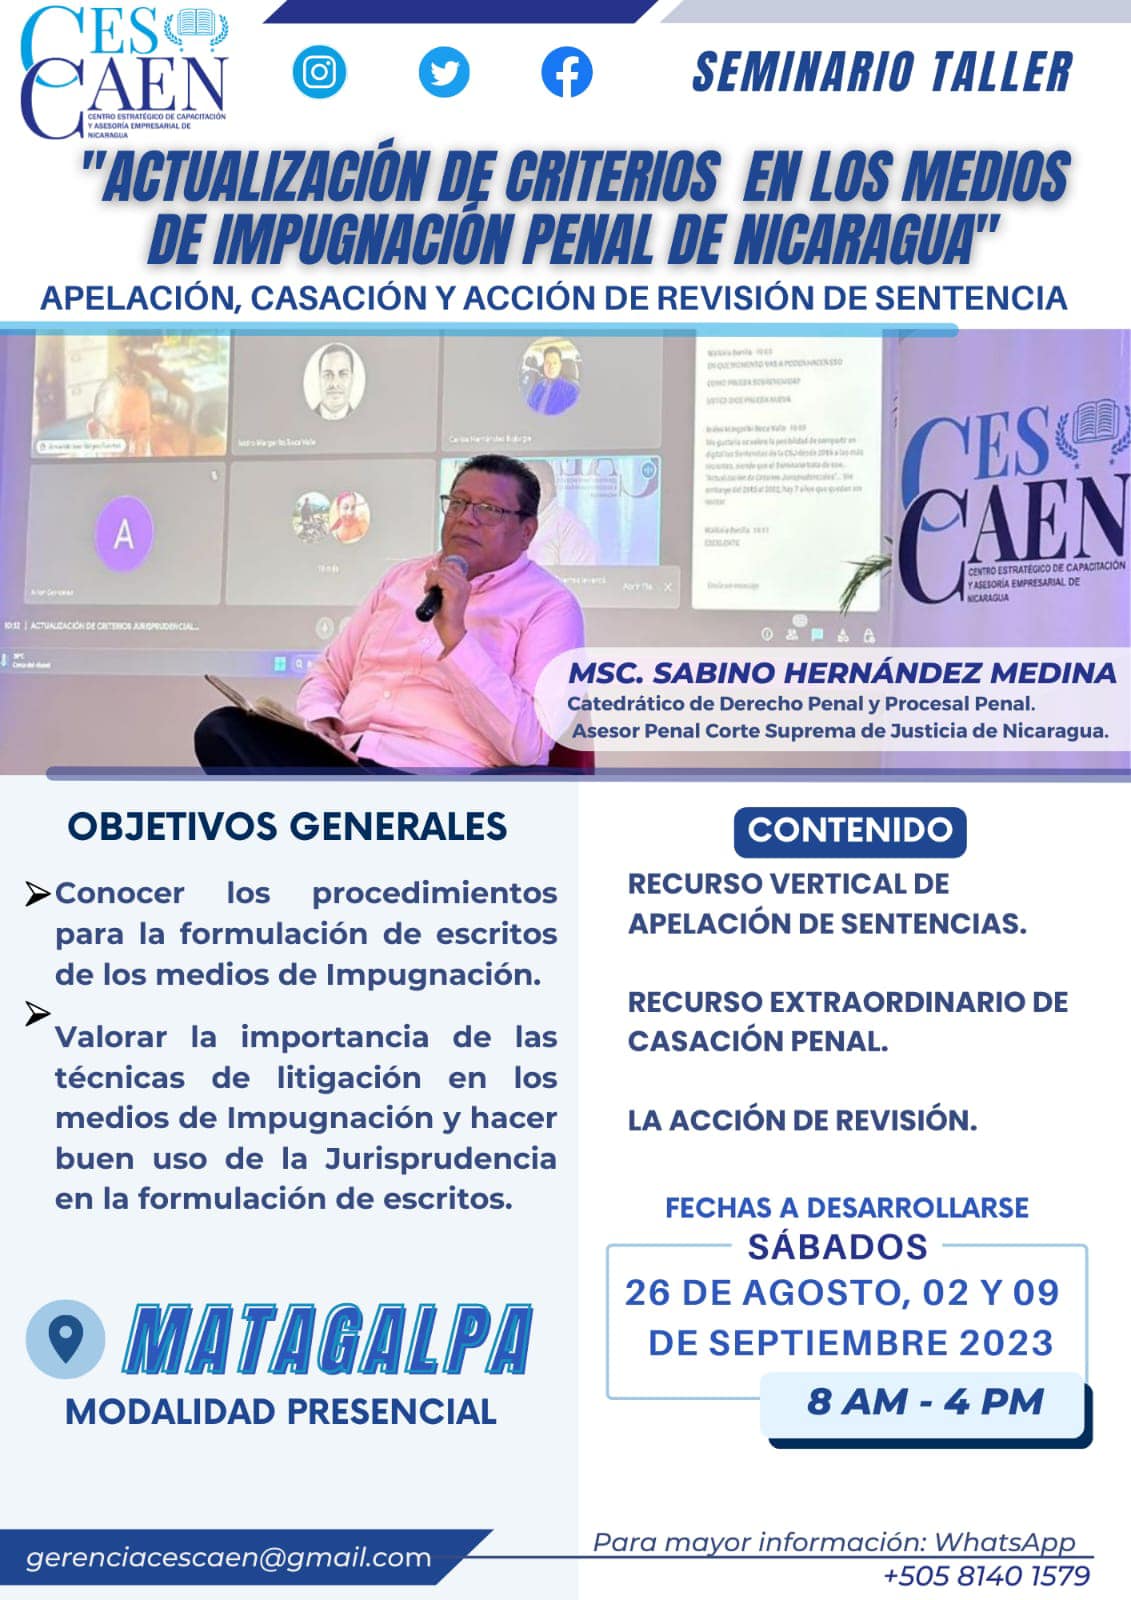 CES
CAEN
CENTRO ESTRATÉGICO DE CAPACITACIÓN
Y ASESORÍA EMPRESARIAL DE
NICARAGUA
SEMINARIO TALLER
"ACTUALIZACIÓN DE CRITERIOS EN LOS MEDIOS
DE IMPUGNACIÓN PENAL DE NICARAGUA"
APELACIÓN, CASACIÓN Y ACCIÓN DE REVISIÓN DE SENTENCIA
A
10:12 | ACTUALIZACIÓN DE CRITERIOS JURISPRUDENCIAL...
CES
CAEN
CENTRO ESTRATÉGICO DE CAPACITACIÓN
Y ASESORÍA EMPRESARIAL DE
NICARAGUA
MSC. SABINO HERNÁNDEZ MEDINA
Catedrático de Derecho Penal y Procesal Penal.
Asesor Penal Corte Suprema de Justicia de Nicaragua.
OBJETIVOS GENERALES
Conocer los procedimientos
para la formulación de escritos
de los medios de Impugnación.
Valorar la importancia de las
técnicas de litigación en los
medios de Impugnación y hacer
buen uso de la Jurisprudencia
en la formulación de escritos.
MATAGALPA
MODALIDAD PRESENCIAL
CONTENIDO
RECURSO VERTICAL DE
APELACIÓN DE SENTENCIAS.
RECURSO EXTRAORDINARIO DE
CASACIÓN PENAL.
LA ACCIÓN DE REVISIÓN.
FECHAS A DESARROLLARSE
SÁBADOS
26 DE AGOSTO, 02 Y 09
DE SEPTIEMBRE 2023
8 AM - 4 PM
gerenciacescaen@gmail.com
Para mayor información: WhatsApp
+505 8140 1579